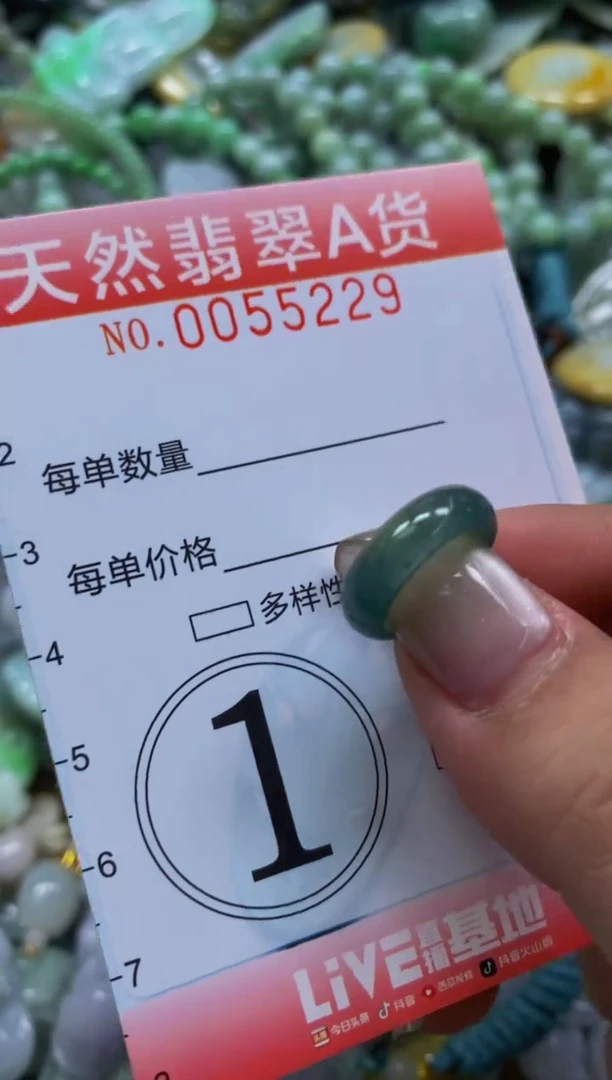 天然翡翠A货
NO.0055229
2
每单数量
3
每单价格
多样性
4
1
5
6
7
LiVE直播基地
今日头条 抖音 西瓜视频 抖音火山版